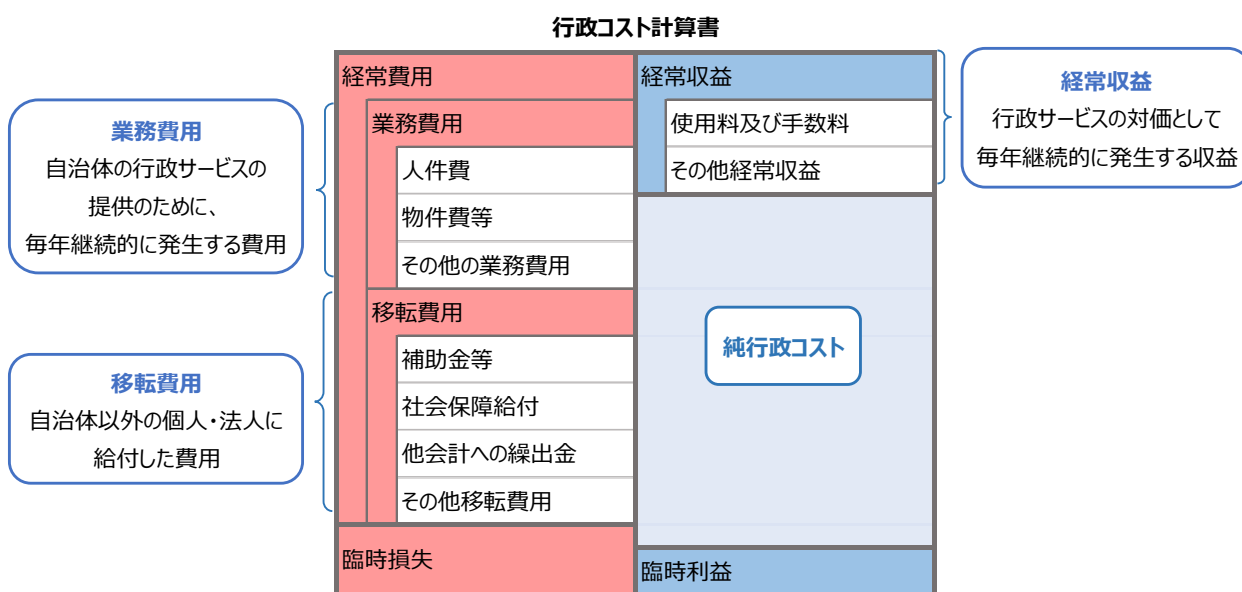 行政コスト計算書
経常費用
業務費用
人件費
物件費等
その他の業務費用
移転費用
補助金等
社会保障給付
他会計への繰出金
その他移転費用
臨時損失
経常収益
使用料及び手数料
その他経常収益
純行政コスト
臨時利益
業務費用
自治体の行政サービスの
提供のために、
毎年継続的に発生する費用
移転費用
自治体以外の個人・法人に
給付した費用
経常収益
行政サービスの対価として
毎年継続的に発生する収益